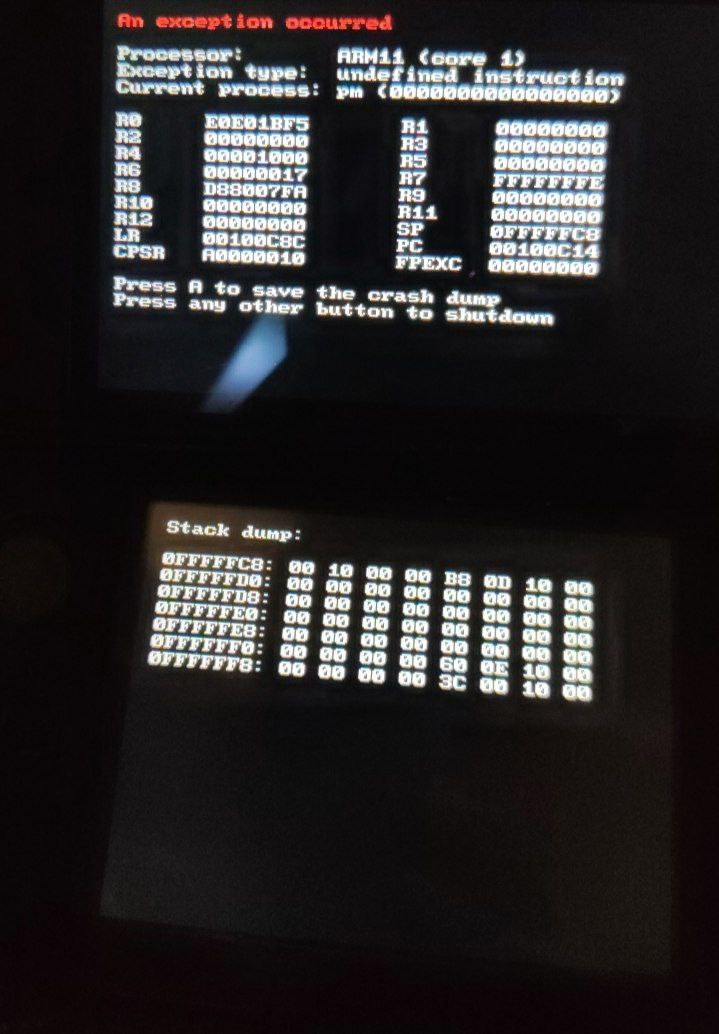 An exception occurred
Processor: ARM11 (core 1)
Exception type: undefined instruction
Current process: pm (0000000000000000)
R0 E0E01BF5 R1 00000000
R2 00000000 R3 00000000
R4 00001000 R5 00000000
R6 00000017 R7 FFFFFFFE
R8 D88007FA R9 00000000
R10 00000000 R11 00000000
R12 00000000 SP 0FFFFFC8
LR 00100C8C PC 00100C14
CPSR A0000010 FPEXC 00000000
Press A to save the crash dump
Press any other button to shutdown
Stack dump:
0FFFFFC8: 00 10 00 00 B8 0D 10 00
0FFFFFD0: 00 00 00 00 00 00 00 00
0FFFFFD8: 00 00 00 00 00 00 00 00
0FFFFFE0: 00 00 00 00 00 00 00 00
0FFFFFE8: 00 00 00 00 00 00 00 00
0FFFFFF0: 00 00 00 00 60 0E 10 00
0FFFFFF8: 00 00 00 00 3C 00 10 00